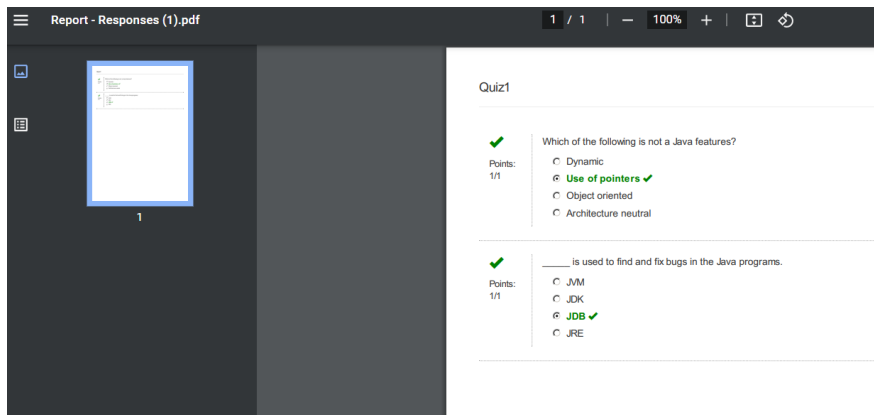 Report - Responses (1).pdf
1 / 1
100%
1
Quiz1
Which of the following is not a Java features?
Points:
1/1
Dynamic
Use of pointers
Object oriented
Architecture neutral
_____ is used to find and fix bugs in the Java programs.
Points:
1/1
JVM
JDK
JDB
JRE